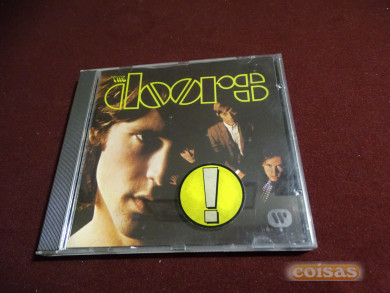 THE
doors
!
coisas